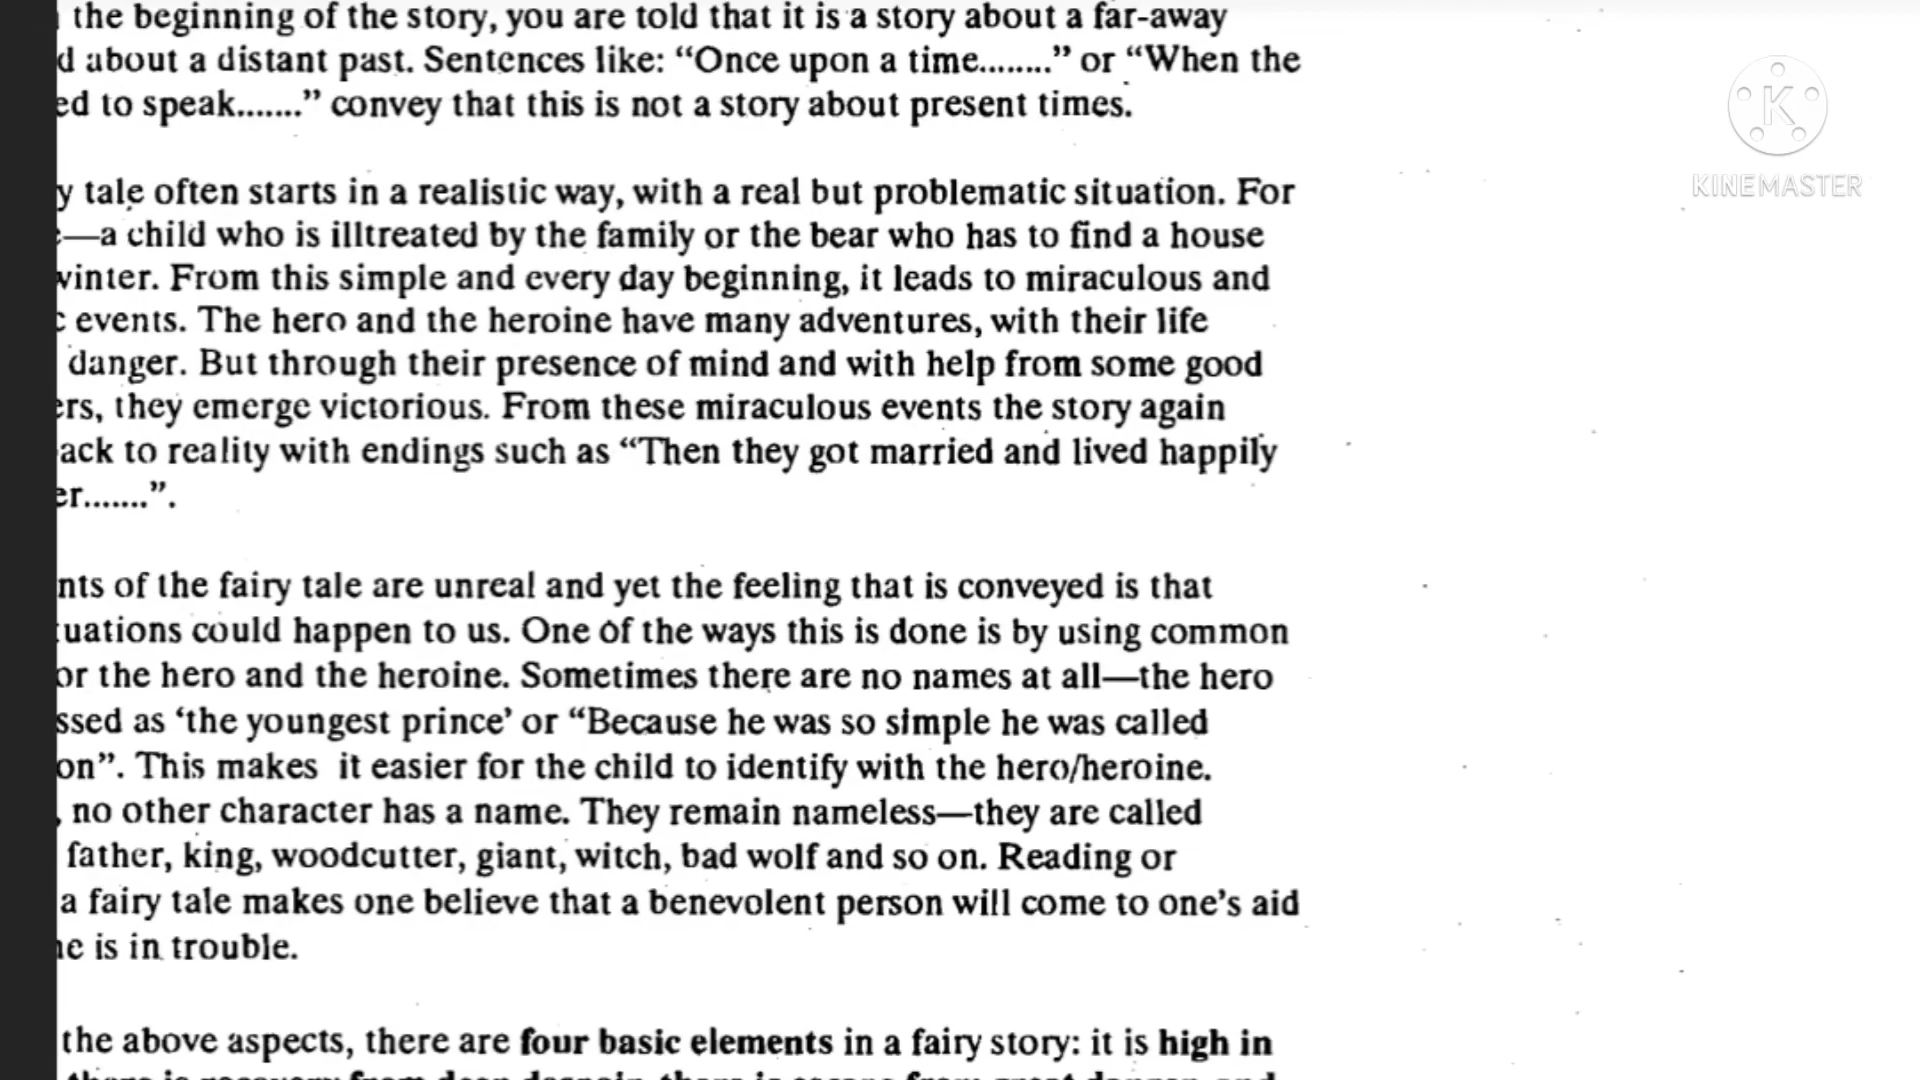 the beginning of the story, you are told that it is a story about a far-away
about a distant past. Sentences like: “Once upon a time........” or “When the
to speak.......” convey that this is not a story about present times.
tale often starts in a realistic way, with a real but problematic situation. For
—a child who is illtreated by the family or the bear who has to find a house
winter. From this simple and every day beginning, it leads to miraculous and
events. The hero and the heroine have many adventures, with their life
danger. But through their presence of mind and with help from some good
they emerge victorious. From these miraculous events the story again
to reality with endings such as “Then they got married and lived happily
.......”.
of the fairy tale are unreal and yet the feeling that is conveyed is that
could happen to us. One of the ways this is done is by using common
the hero and the heroine. Sometimes there are no names at all—the hero
as ‘the youngest prince’ or “Because he was so simple he was called
”. This makes it easier for the child to identify with the hero/heroine.
no other character has a name. They remain nameless—they are called
father, king, woodcutter, giant, witch, bad wolf and so on. Reading or
a fairy tale makes one believe that a benevolent person will come to one’s aid
is in trouble.
the above aspects, there are four basic elements in a fairy story: it is high in
KINEMASTER